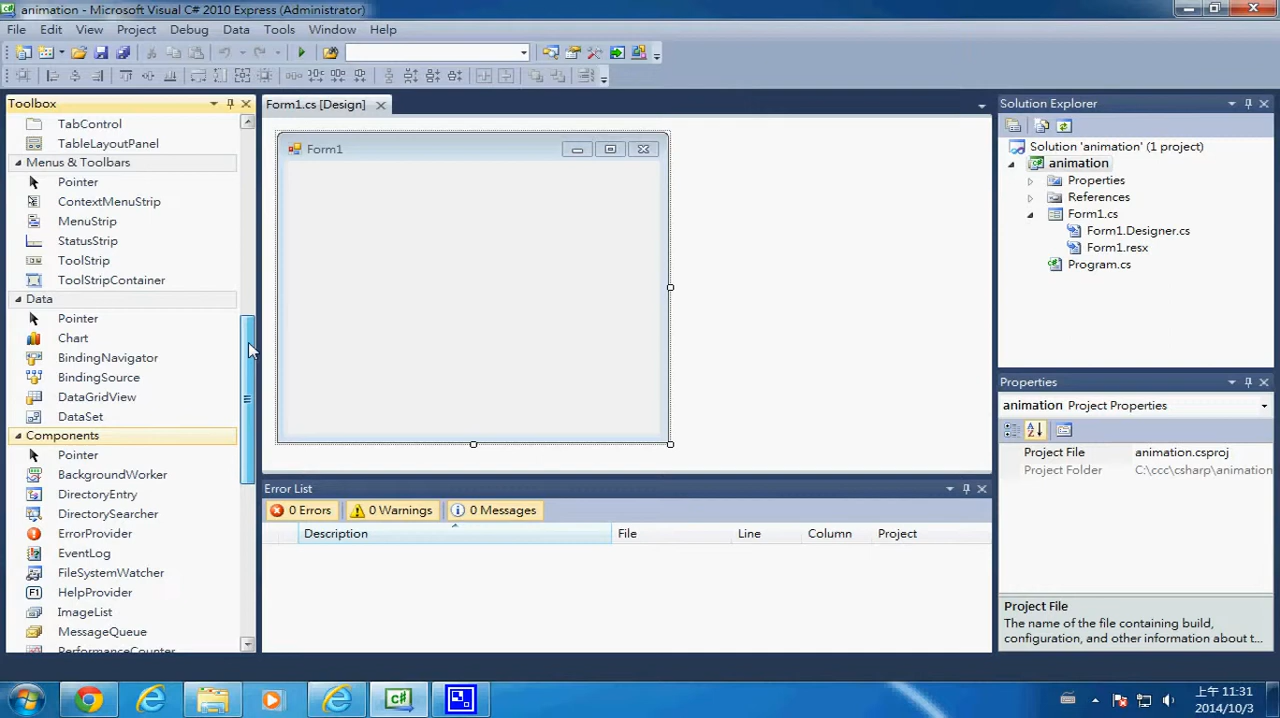 animation - Microsoft Visual C# 2010 Express (Administrator)
File Edit View Project Debug Data Tools Window Help
Toolbox
TabControl
TableLayoutPanel
Menus & Toolbars
Pointer
ContextMenuStrip
MenuStrip
StatusStrip
ToolStrip
ToolStripContainer
Data
Pointer
Chart
BindingNavigator
BindingSource
DataGridView
DataSet
Components
Pointer
BackgroundWorker
DirectoryEntry
DirectorySearcher
ErrorProvider
EventLog
FileSystemWatcher
HelpProvider
ImageList
MessageQueue
PerformanceCounter
Form1.cs [Design]
Form1
Error List
0 Errors 0 Warnings 0 Messages
Description File Line Column Project
Solution Explorer
Solution 'animation' (1 project)
animation
Properties
References
Form1.cs
Form1.Designer.cs
Form1.resx
Program.cs
Properties
animation Project Properties
Project File animation.csproj
Project Folder C:\ccc\csharp\animation
Project File
The name of the file containing build,
configuration, and other information about t...
上午 11:31
2014/10/3